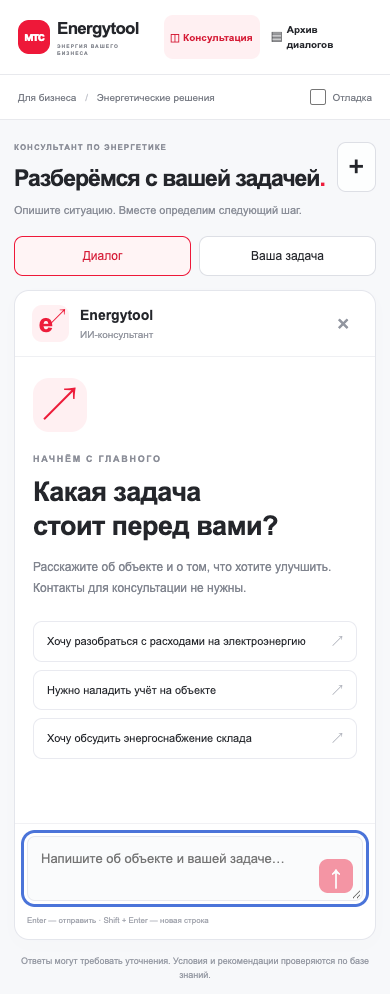 МТС
Energytool
ЭНЕРГИЯ ВАШЕГО
БИЗНЕСА
Консультация
Архив
диалогов
Для бизнеса / Энергетические решения
Отладка
КОНСУЛЬТАНТ ПО ЭНЕРГЕТИКЕ
Разберёмся с вашей задачей.
+
Опишите ситуацию. Вместе определим следующий шаг.
Диалог
Ваша задача
e
Energytool
ИИ-консультант
×
НАЧНЁМ С ГЛАВНОГО
Какая задача
стоит перед вами?
Расскажите об объекте и о том, что хотите улучшить.
Контакты для консультации не нужны.
Хочу разобраться с расходами на электроэнергию
Нужно наладить учёт на объекте
Хочу обсудить энергоснабжение склада
Напишите об объекте и вашей задаче…
Enter — отправить · Shift + Enter — новая строка
Ответы могут требовать уточнения. Условия и рекомендации проверяются по базе
знаний.